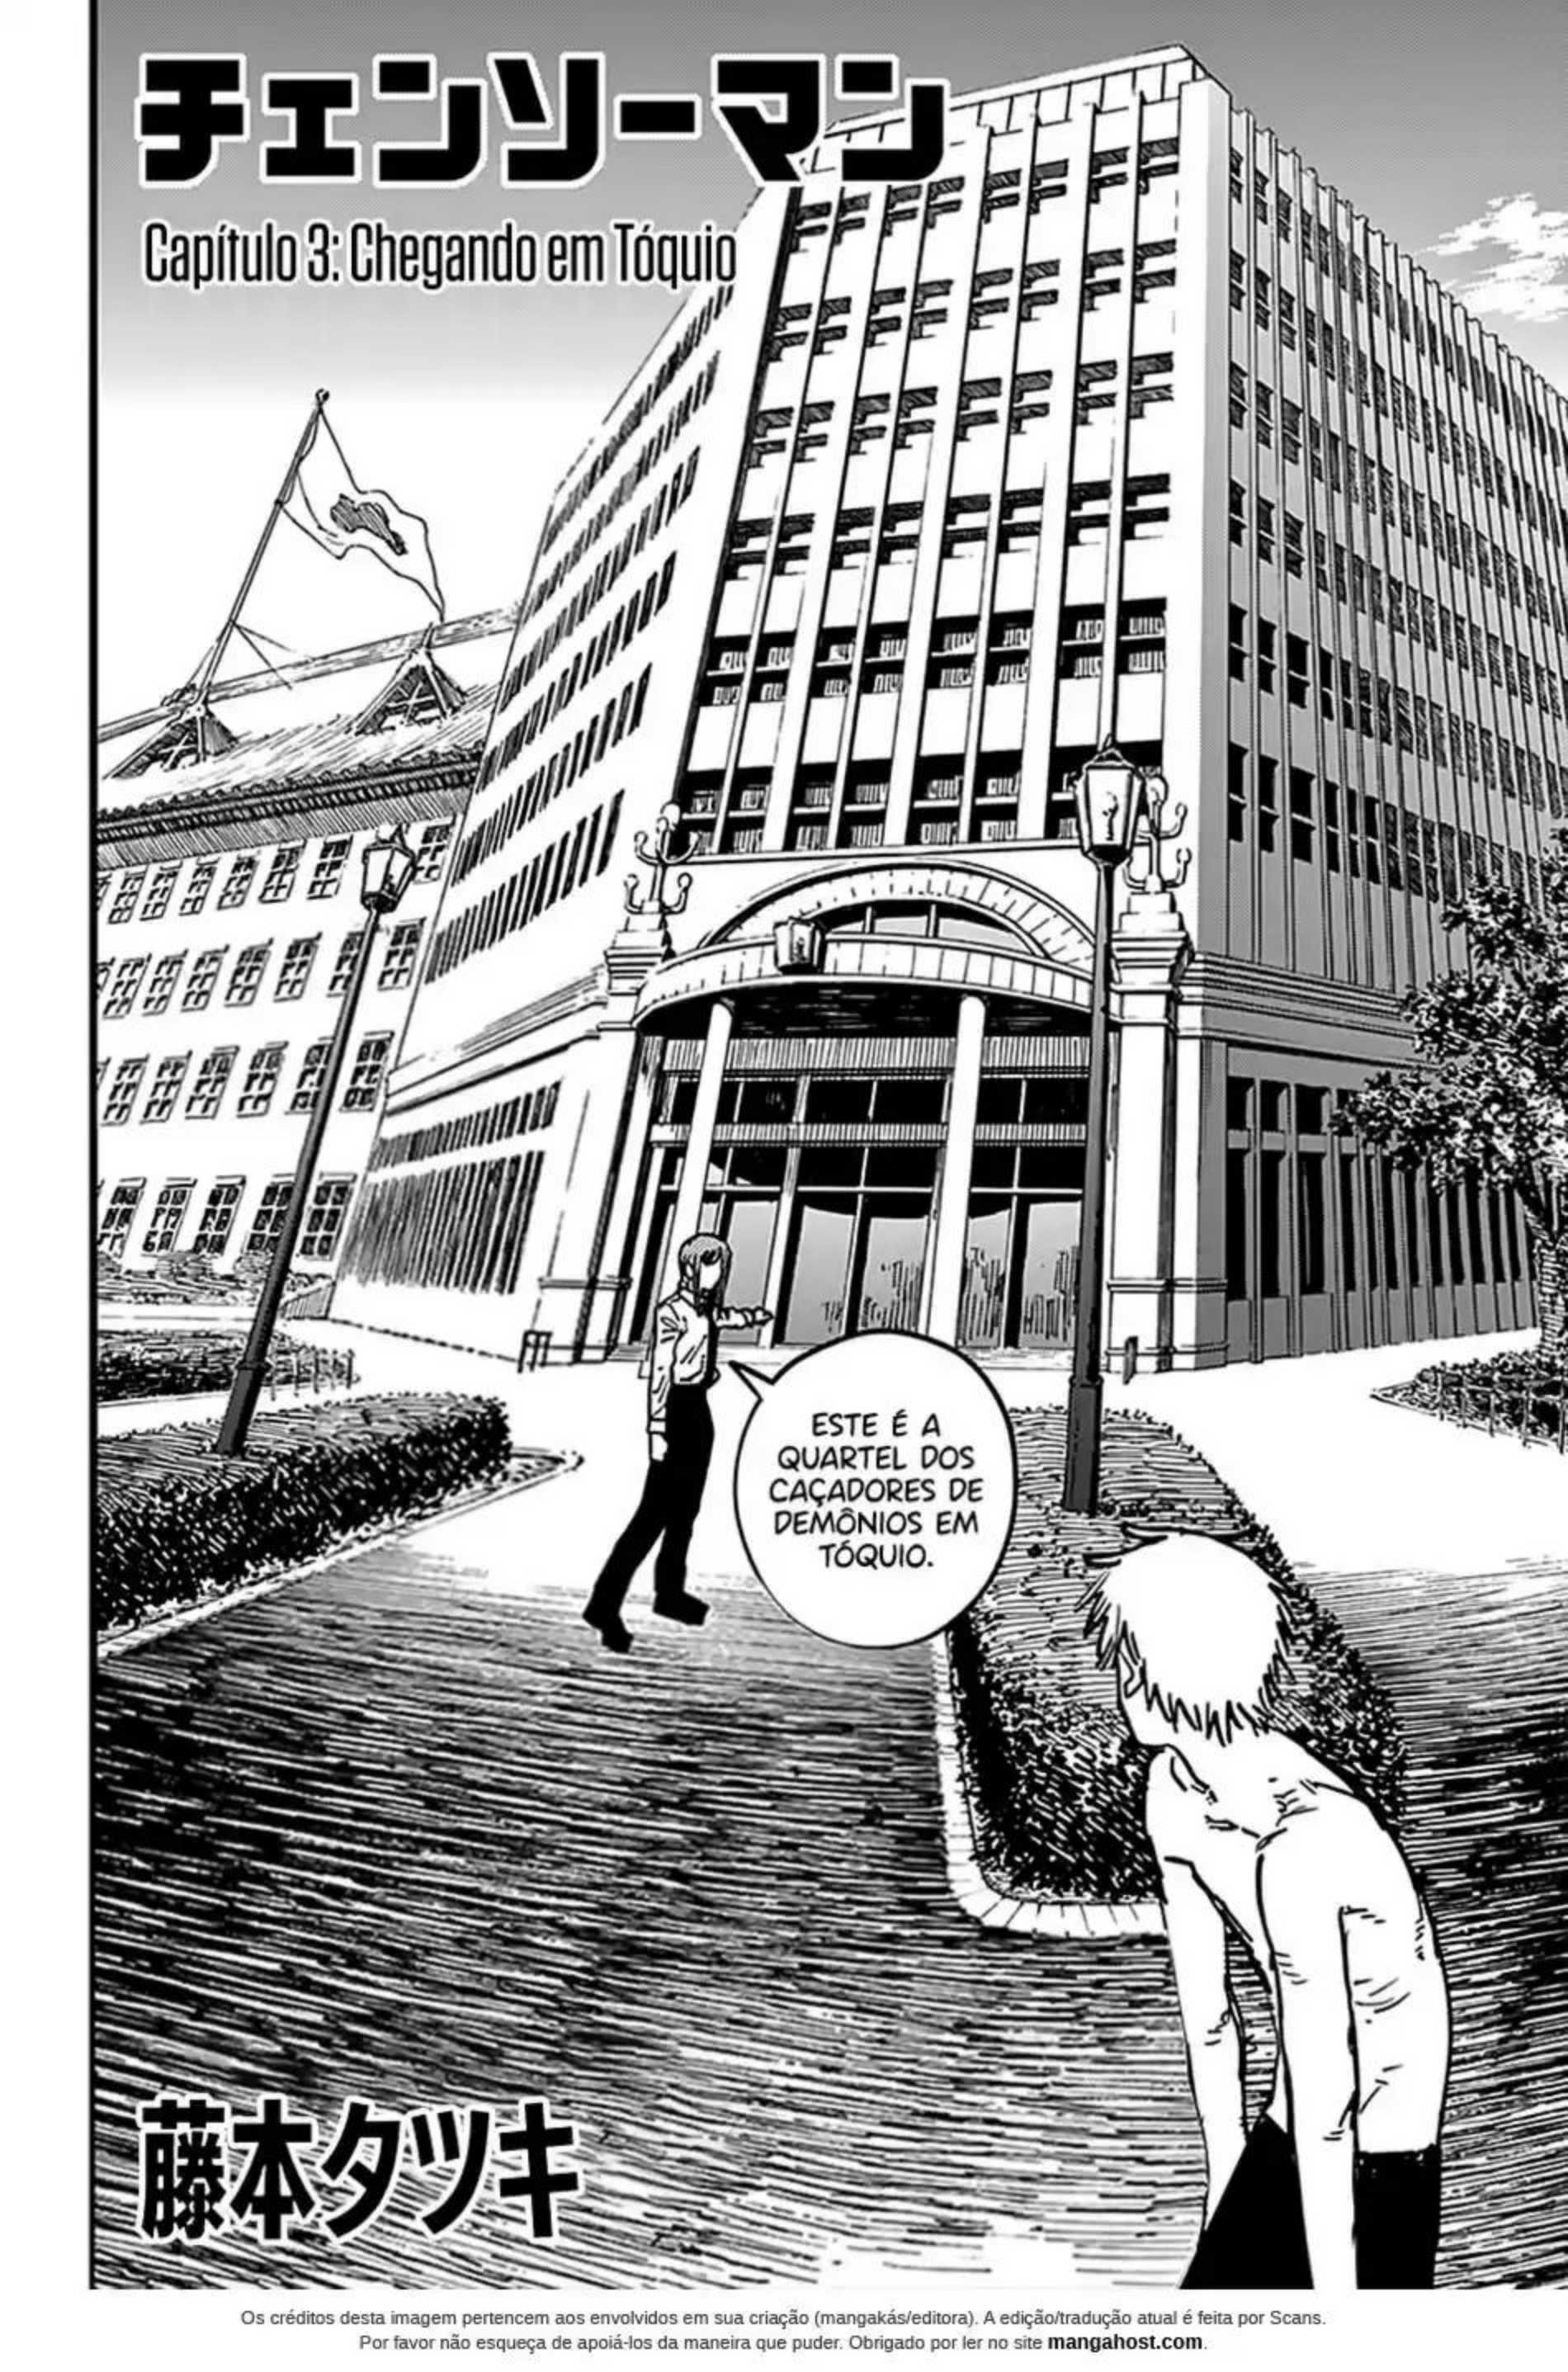 チェンソーマン
Capítulo 3: Chegando em Tóquio
ESTE É A
QUARTEL DOS
CAÇADORES DE
DEMÔNIOS EM
TÓQUIO.
藤本タツキ
Os créditos desta imagem pertencem aos envolvidos em sua criação (mangakás/editora). A edição/tradução atual é feita por Scans.
Por favor não esqueça de apoiá-los da maneira que puder. Obrigado por ler no site mangahost.com.